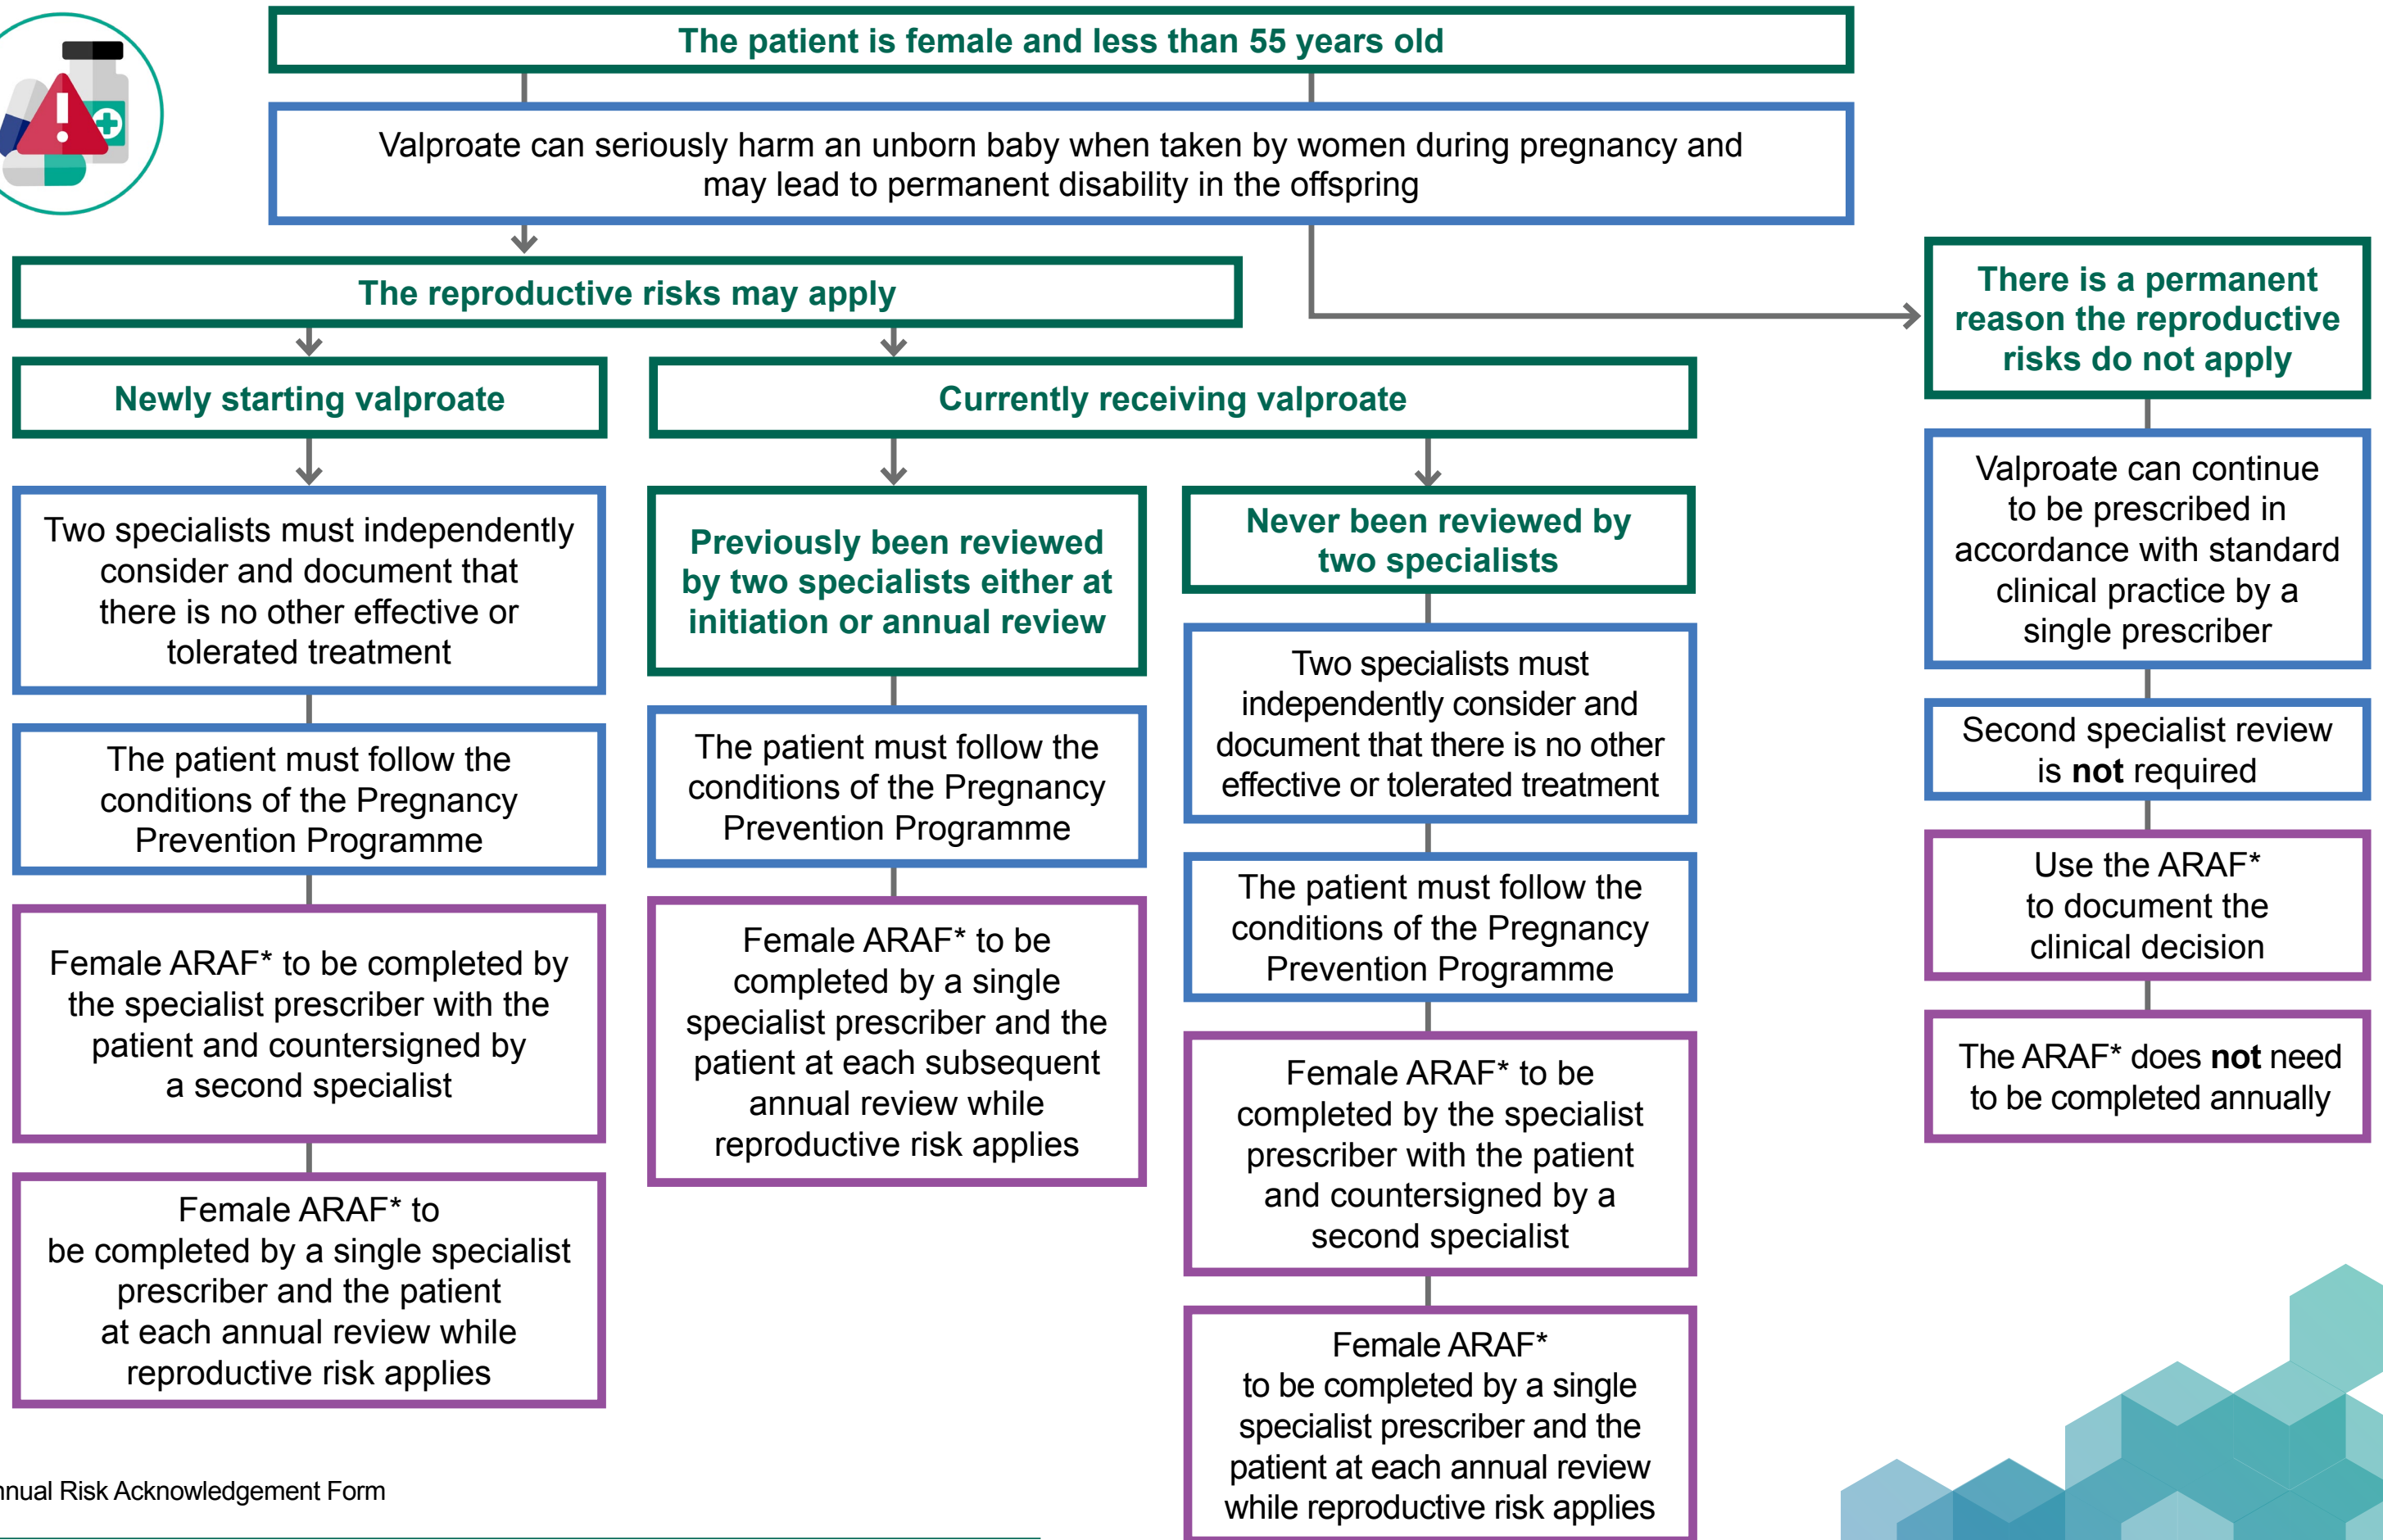 The patient is female and less than 55 years old
Valproate can seriously harm an unborn baby when taken by women during pregnancy and
may lead to permanent disability in the offspring
The reproductive risks may apply
Newly starting valproate
Two specialists must independently
consider and document that
there is no other effective or
tolerated treatment
The patient must follow the
conditions of the Pregnancy
Prevention Programme
Female ARAF* to be completed by
the specialist prescriber with the
patient and countersigned by
a second specialist
Female ARAF* to
be completed by a single specialist
prescriber and the patient
at each annual review while
reproductive risk applies
Currently receiving valproate
Previously been reviewed
by two specialists either at
initiation or annual review
The patient must follow the
conditions of the Pregnancy
Prevention Programme
Female ARAF* to be
completed by a single
specialist prescriber and the
patient at each subsequent
annual review while
reproductive risk applies
Never been reviewed by
two specialists
Two specialists must
independently consider and
document that there is no other
effective or tolerated treatment
The patient must follow the
conditions of the Pregnancy
Prevention Programme
Female ARAF* to be
completed by the specialist
prescriber with the patient
and countersigned by a
second specialist
Female ARAF*
to be completed by a single
specialist prescriber and the
patient at each annual review
while reproductive risk applies
There is a permanent
reason the reproductive
risks do not apply
Valproate can continue
to be prescribed in
accordance with standard
clinical practice by a
single prescriber
Second specialist review
is not required
Use the ARAF*
to document the
clinical decision
The ARAF* does not need
to be completed annually
nnual Risk Acknowledgement Form